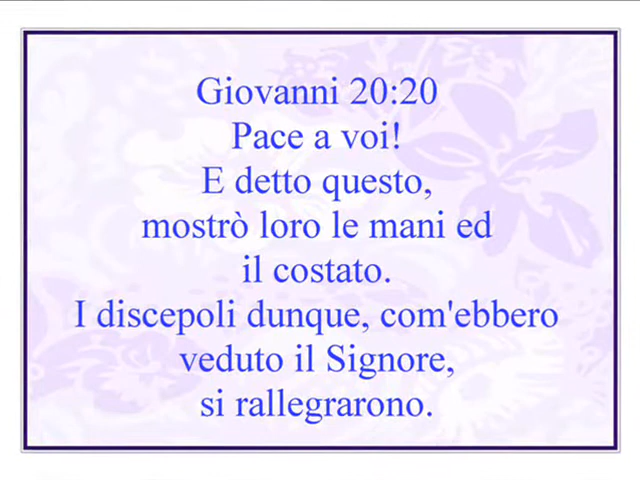 Giovanni 20:20
Pace a voi!
E detto questo,
mostrò loro le mani ed
il costato.
I discepoli dunque, com'ebbero
veduto il Signore,
si rallegrarono.